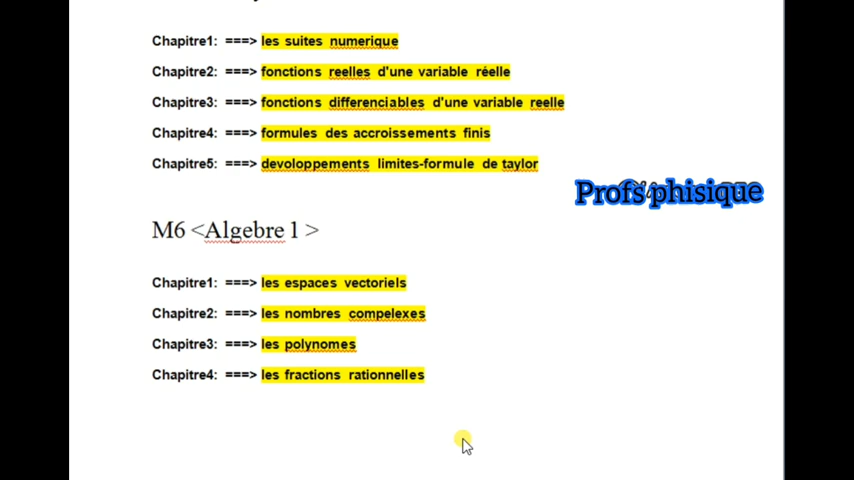 Chapitre1: ===> les suites numerique
Chapitre2: ===> fonctions reelles d'une variable réelle
Chapitre3: ===> fonctions differenciables d'une variable reelle
Chapitre4: ===> formules des accroissements finis
Chapitre5: ===> devoloppements limites-formule de taylor
Profs phisique
M6 <Algebre 1 >
Chapitre1: ===> les espaces vectoriels
Chapitre2: ===> les nombres compelexes
Chapitre3: ===> les polynomes
Chapitre4: ===> les fractions rationnelles